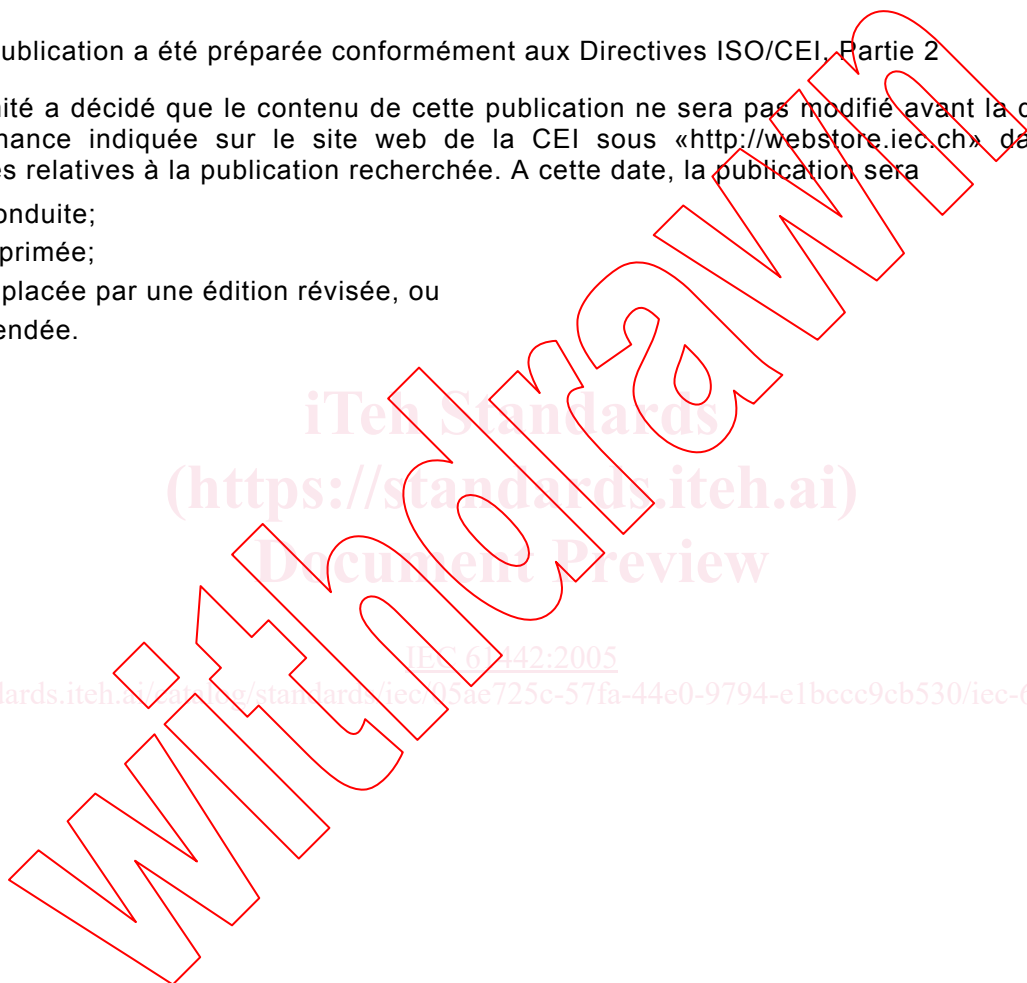 ublication a été préparée conformément aux Directives ISO/CEI, Partie 2
ité a décidé que le contenu de cette publication ne sera pas modifié avant la
nance indiquée sur le site web de la CEI sous «http://webstore.iec.ch»
es relatives à la publication recherchée. A cette date, la publication sera
onduite;
primée;
placée par une édition révisée, ou
endée.
iTeh Standards
(https://standards.iteh.ai)
Document Preview
IEC 61442:2005
dards.iteh.ai/catalog/standards/iec/05ae725c-57fa-44e0-9794-e1bccc9cb530/iec-6
withdrawn